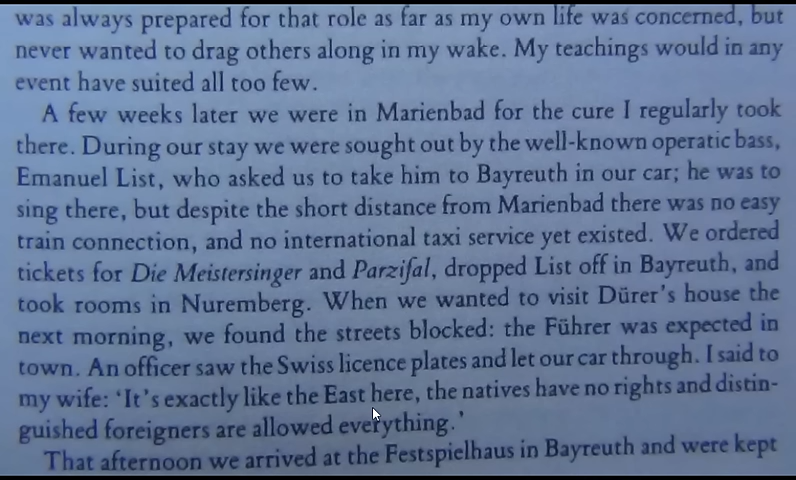 was always prepared for that role as far as my own life was concerned, but
never wanted to drag others along in my wake. My teachings would in any
event have suited all too few.
A few weeks later we were in Marienbad for the cure I regularly took
there. During our stay we were sought out by the well-known operatic bass,
Emanuel List, who asked us to take him to Bayreuth in our car; he was to
sing there, but despite the short distance from Marienbad there was no easy
train connection, and no international taxi service yet existed. We ordered
tickets for Die Meistersinger and Parzifal, dropped List off in Bayreuth, and
took rooms in Nuremberg. When we wanted to visit Dürer's house the
next morning, we found the streets blocked: the Führer was expected in
town. An officer saw the Swiss licence plates and let our car through. I said to
my wife: 'It's exactly like the East here, the natives have no rights and distin-
guished foreigners are allowed everything.'
That afternoon we arrived at the Festspielhaus in Bayreuth and were kept